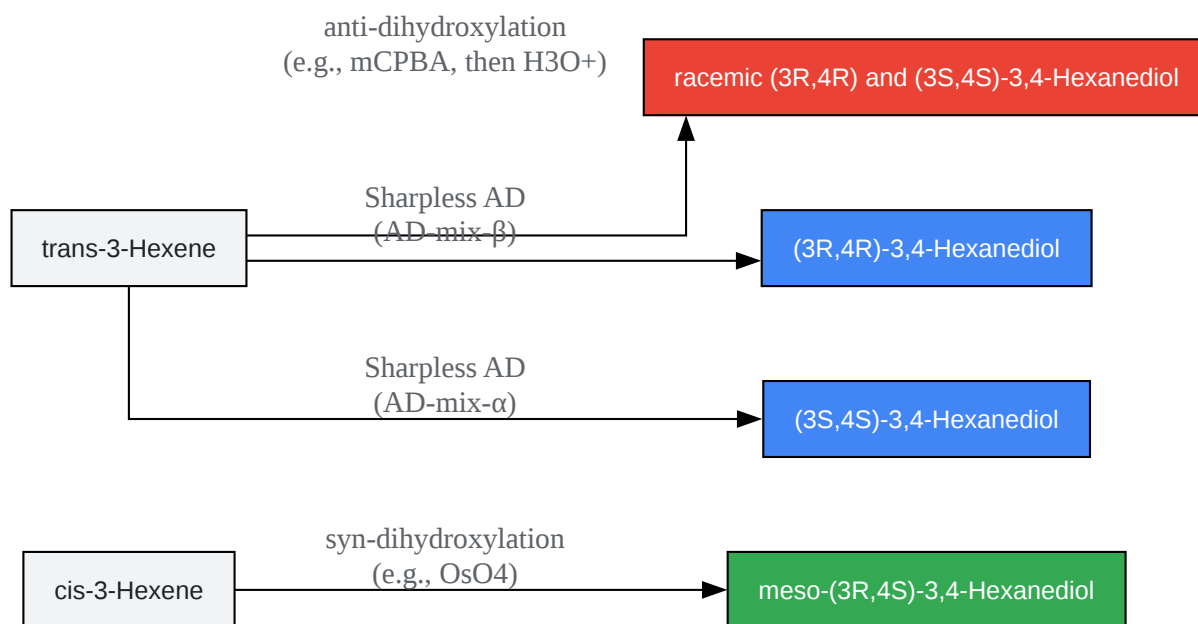 anti-dihydroxylation
(e.g., mCPBA, then H3O+)
racemic (3R,4R) and (3S,4S)-3,4-Hexanediol
trans-3-Hexene
Sharpless AD
(AD-mix-β)
(3R,4R)-3,4-Hexanediol
Sharpless AD
(AD-mix-α)
(3S,4S)-3,4-Hexanediol
cis-3-Hexene
syn-dihydroxylation
(e.g., OsO4)
meso-(3R,4S)-3,4-Hexanediol